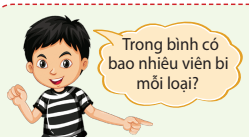 Trong bình có
bao nhiêu viên bi
mỗi loại?